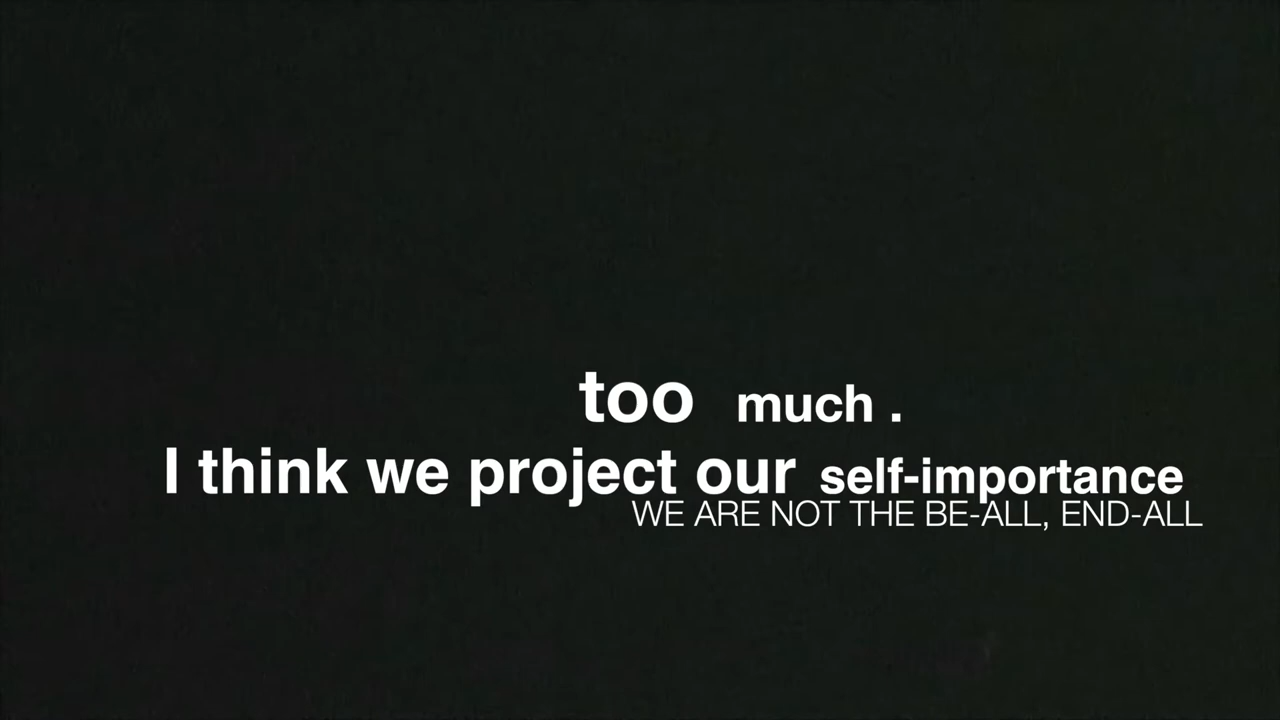 too much .
I think we project our self-importance
WE ARE NOT THE BE-ALL, END-ALL